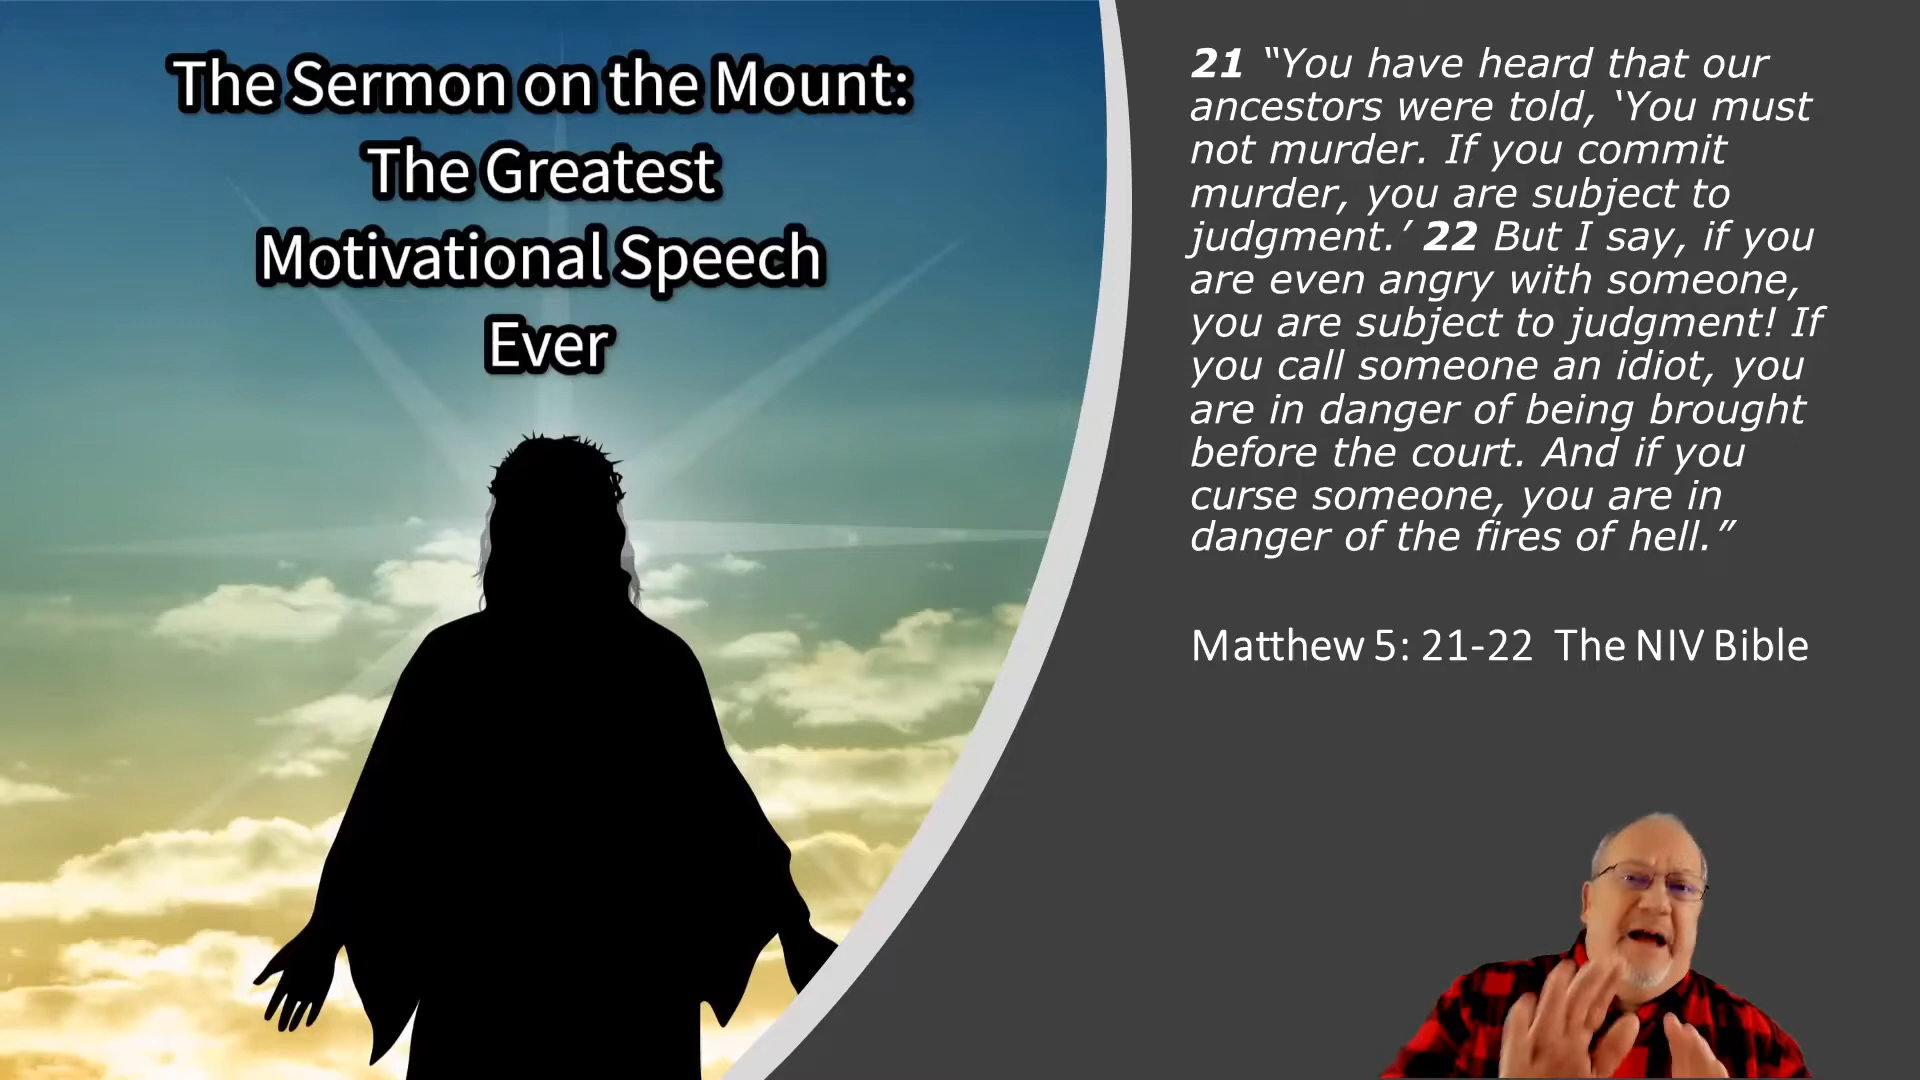 The Sermon on the Mount:
The Greatest
Motivational Speech
Ever
21 “You have heard that our
ancestors were told, ‘You must
not murder. If you commit
murder, you are subject to
judgment.’ 22 But I say, if you
are even angry with someone,
you are subject to judgment! If
you call someone an idiot, you
are in danger of being brought
before the court. And if you
curse someone, you are in
danger of the fires of hell.”
Matthew 5: 21-22 The NIV Bible